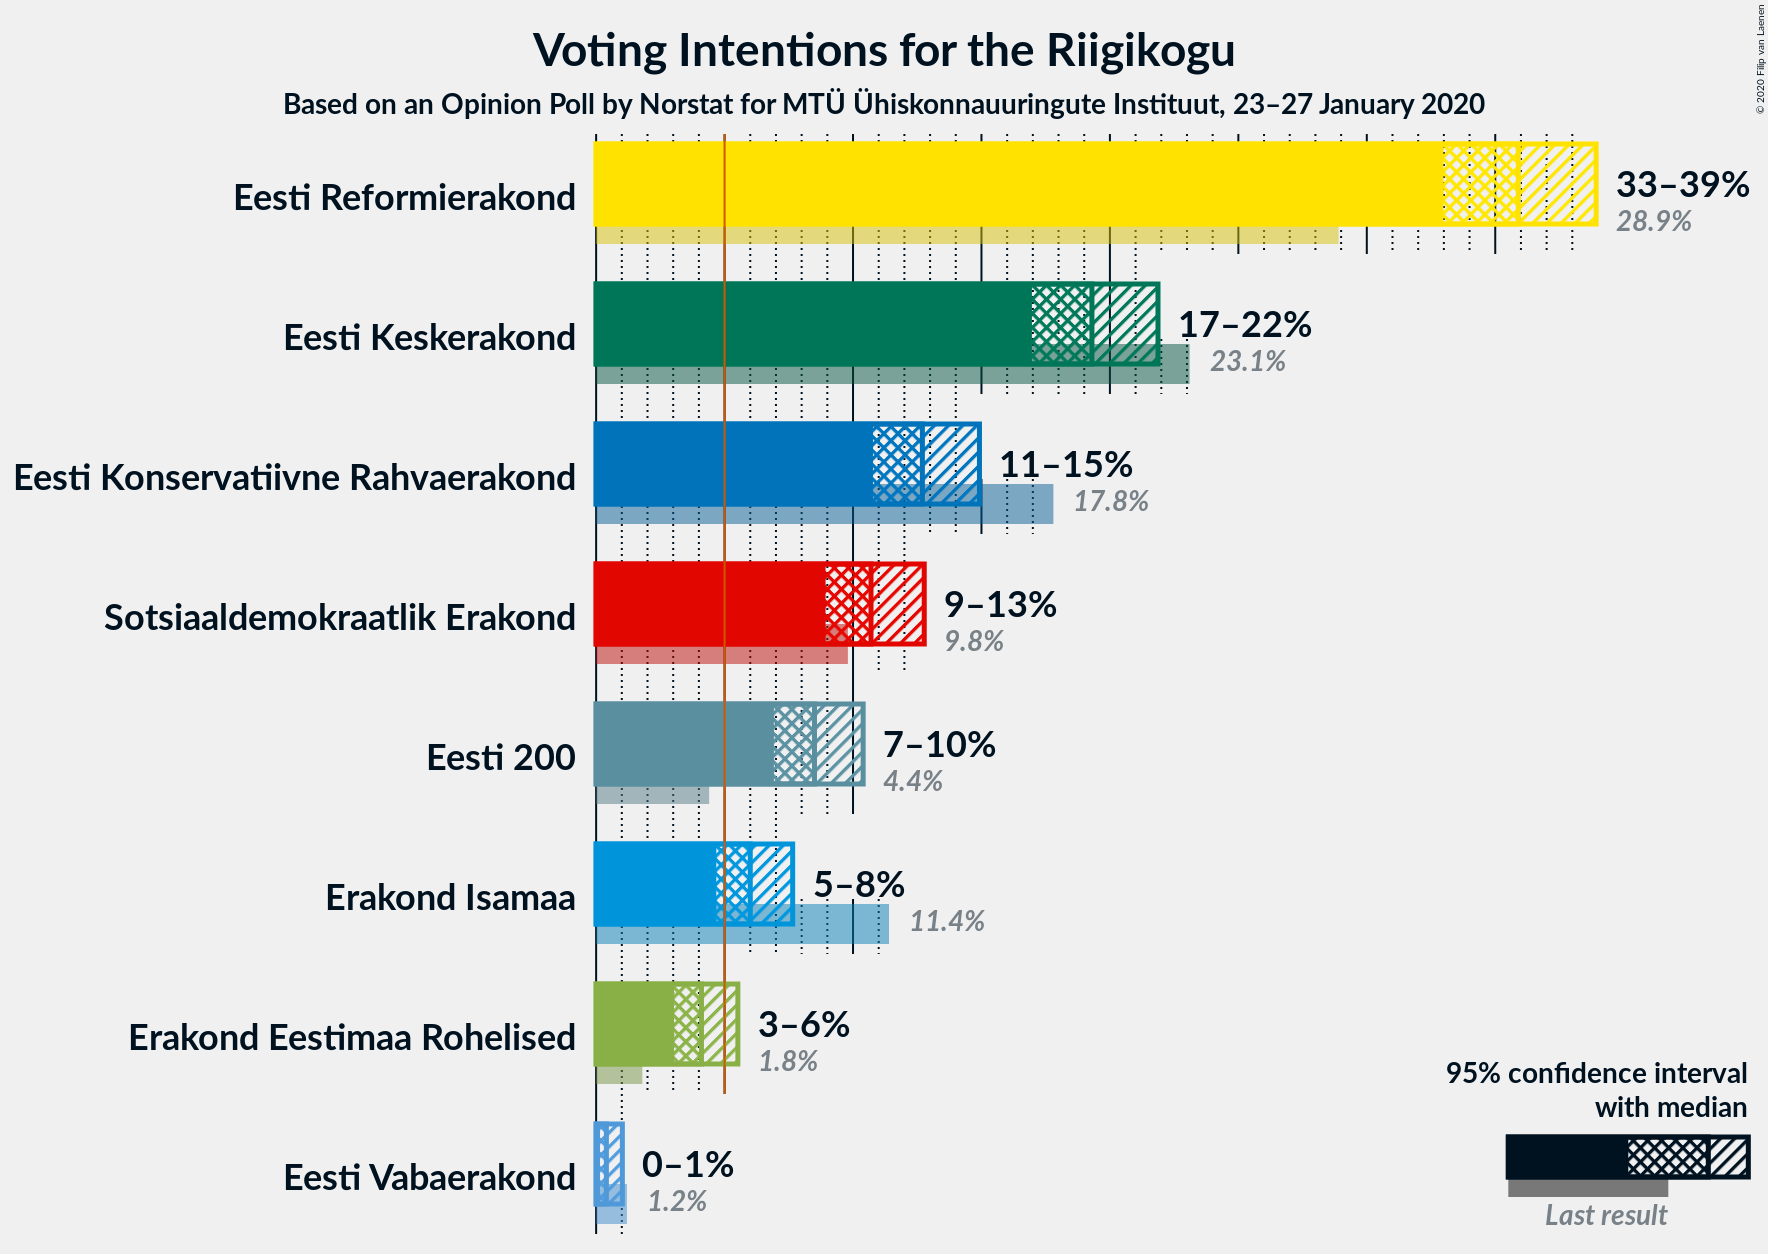 Voting Intentions for the Riigikogu
Based on an Opinion Poll by Norstat for MTÜ Ühiskonnauuringute Instituut, 23–27 January 2020
© 2020 Filip van Laenen
Eesti Reformierakond
33–39%
28.9%
Eesti Keskerakond
17–22%
23.1%
Eesti Konservatiivne Rahvaerakond
11–15%
17.8%
Sotsiaaldemokraatlik Erakond
9–13%
9.8%
Eesti 200
7–10%
4.4%
Erakond Isamaa
5–8%
11.4%
Erakond Eestimaa Rohelised
3–6%
1.8%
Eesti Vabaerakond
0–1%
1.2%
95% confidence interval
with median
Last result